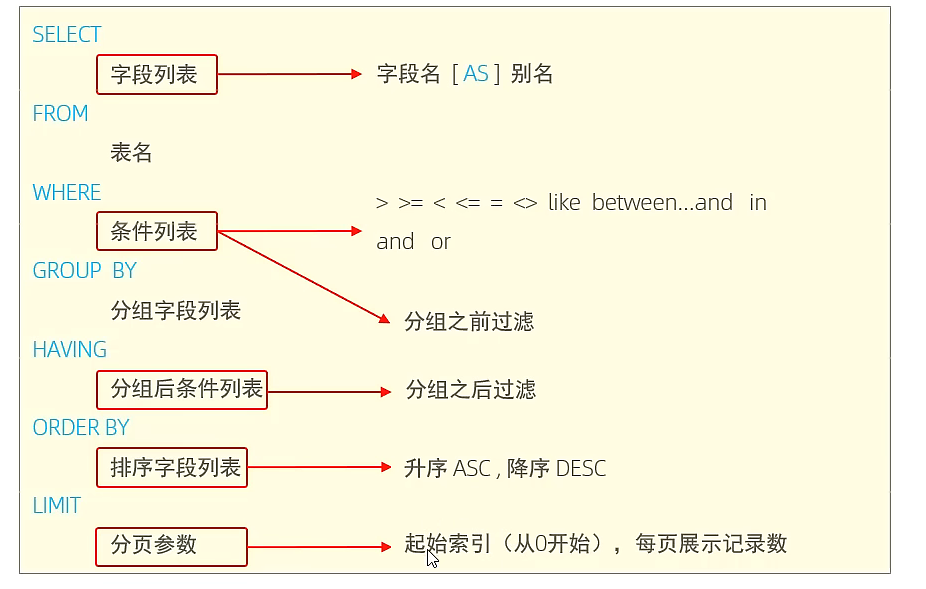 SELECT
字段列表 字段名 [ AS ] 别名
FROM
表名
WHERE
> >= < <= = <> like between...and in
条件列表
and or
GROUP BY
分组字段列表 分组之前过滤
HAVING
分组后条件列表 分组之后过滤
ORDER BY
排序字段列表 升序 ASC , 降序 DESC
LIMIT
分页参数 起始索引（从0开始），每页展示记录数